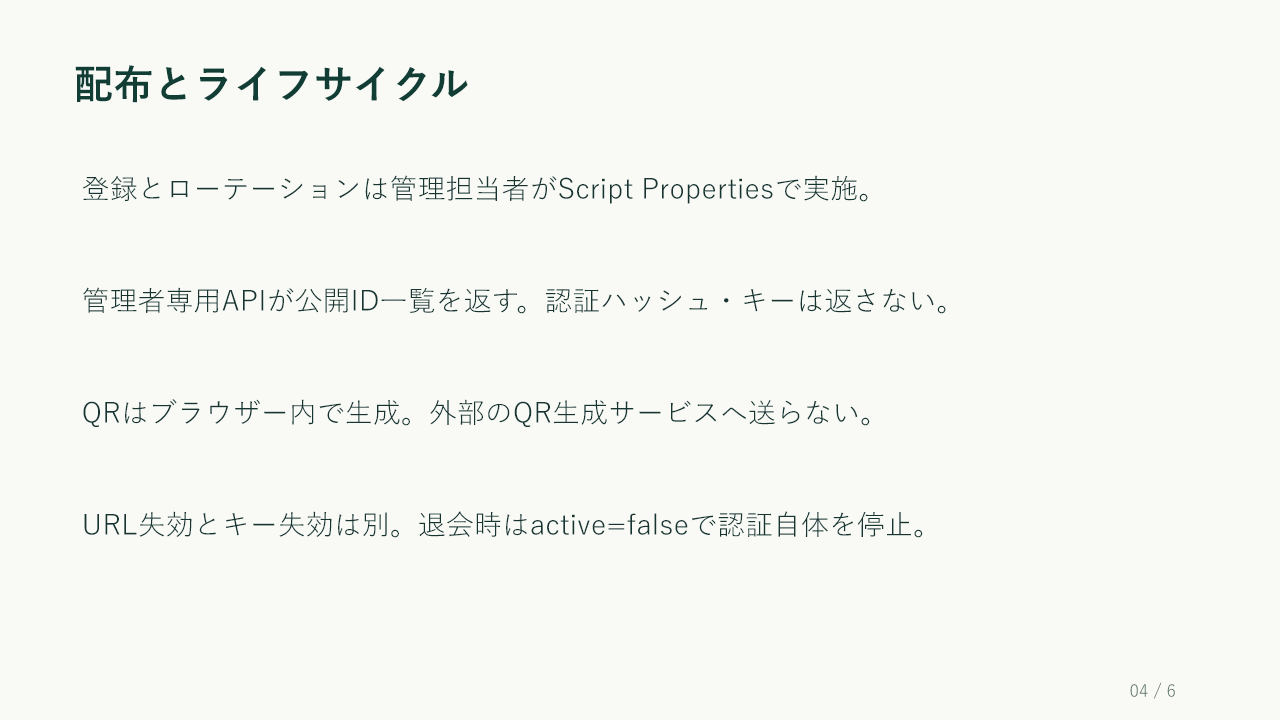 配布とライフサイクル
登録とローテーションは管理担当者がScript Propertiesで実施。
管理者専用APIが公開ID一覧を返す。認証ハッシュ・キーは返さない。
QRはブラウザー内で生成。外部のQR生成サービスへ送らない。
URL失効とキー失効は別。退会時はactive=falseで認証自体を停止。
04 / 6